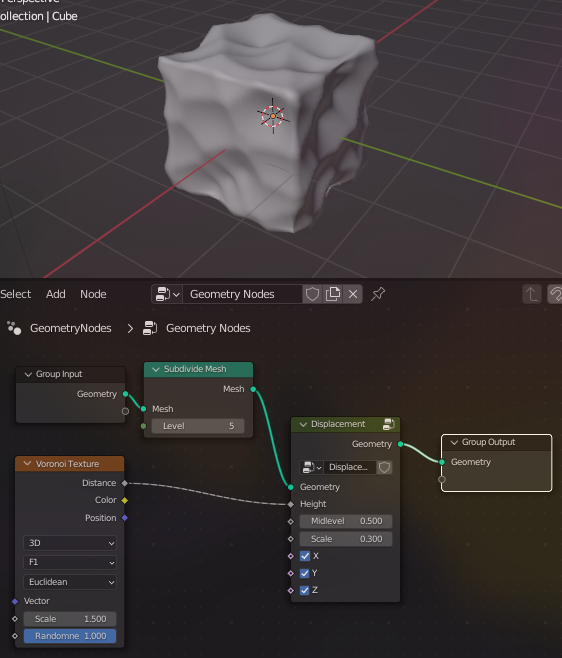 ollection | Cube
Select Add Node Geometry Nodes
GeometryNodes > Geometry Nodes
Group Input
Geometry
Subdivide Mesh
Mesh
Mesh
Level 5
Voronoi Texture
Distance
Color
Position
3D
F1
Euclidean
Vector
Scale 1.500
Randomne 1.000
Displacement
Geometry
Displace...
Geometry
Height
Midlevel 0.500
Scale 0.300
X
Y
Z
Group Output
Geometry